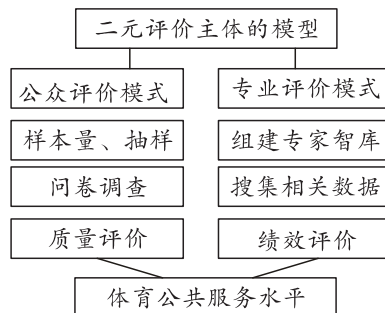 二元评价主体的模型
公众评价模式
专业评价模式
样本量、抽样
组建专家智库
问卷调查
搜集相关数据
质量评价
绩效评价
体育公共服务水平